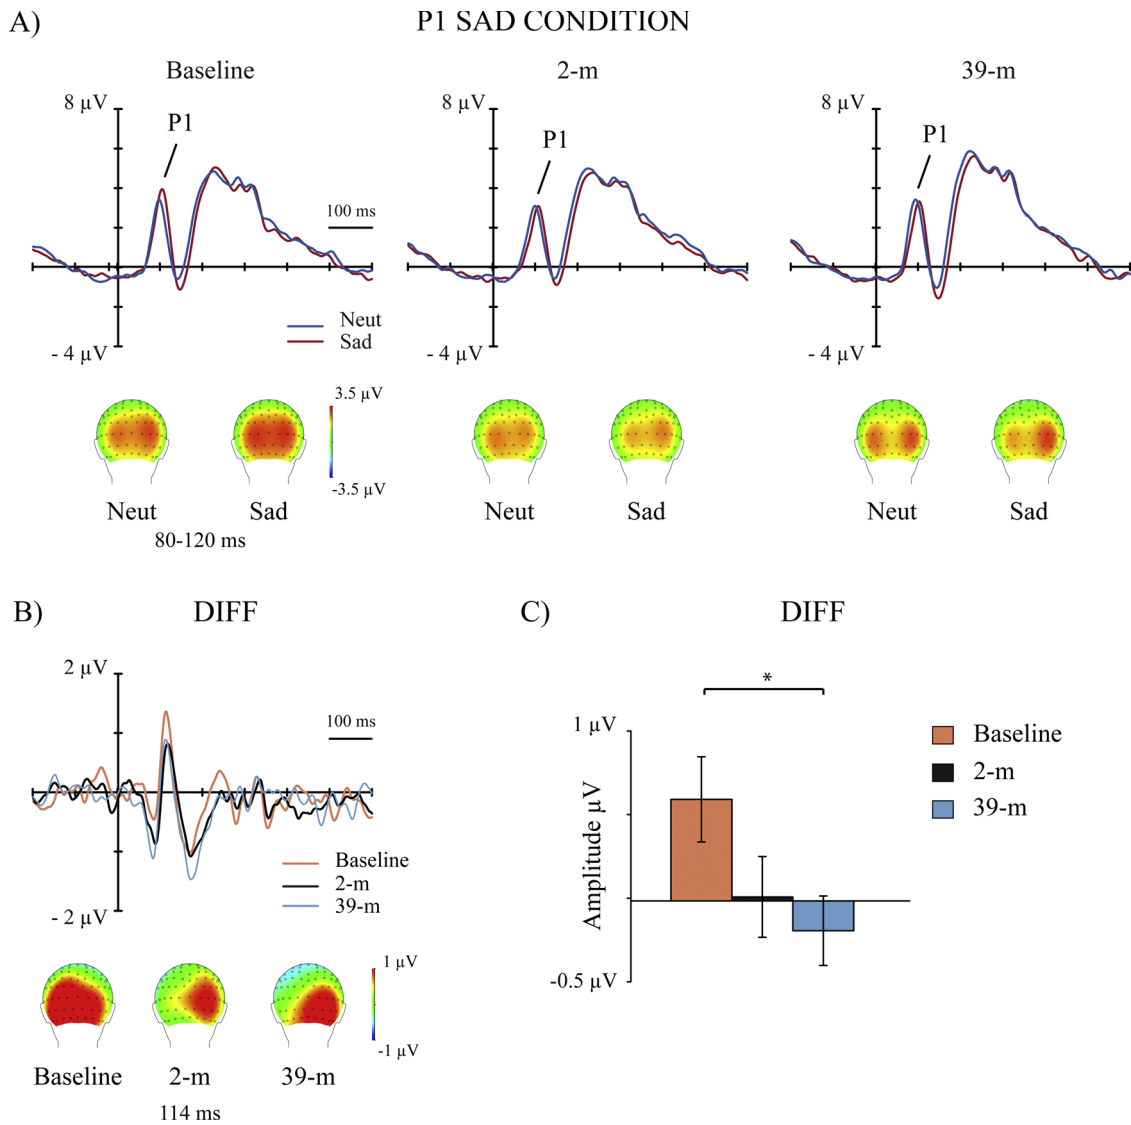 A)
P1 SAD CONDITION
Baseline
2-m
39-m
8 µV
P1
100 ms
- 4 µV
Neut
Sad
8 µV
P1
- 4 µV
8 µV
P1
- 4 µV
3.5 µV
-3.5 µV
Neut
Sad
80-120 ms
Neut
Sad
Neut
Sad
B)
DIFF
2 µV
100 ms
- 2 µV
Baseline
2-m
39-m
1 µV
-1 µV
Baseline
2-m
39-m
114 ms
C)
DIFF
*
1 µV
Amplitude µV
-0.5 µV
Baseline
2-m
39-m